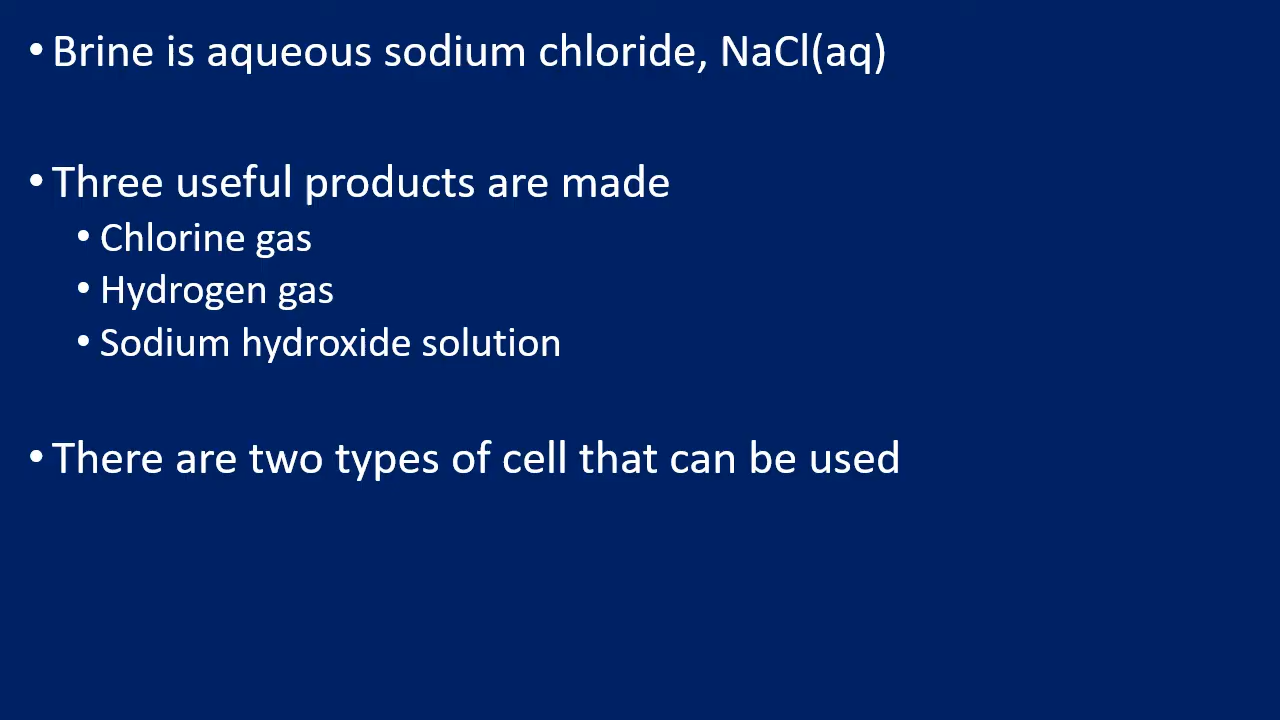 • Brine is aqueous sodium chloride, NaCl(aq)
• Three useful products are made
• Chlorine gas
• Hydrogen gas
• Sodium hydroxide solution
• There are two types of cell that can be used